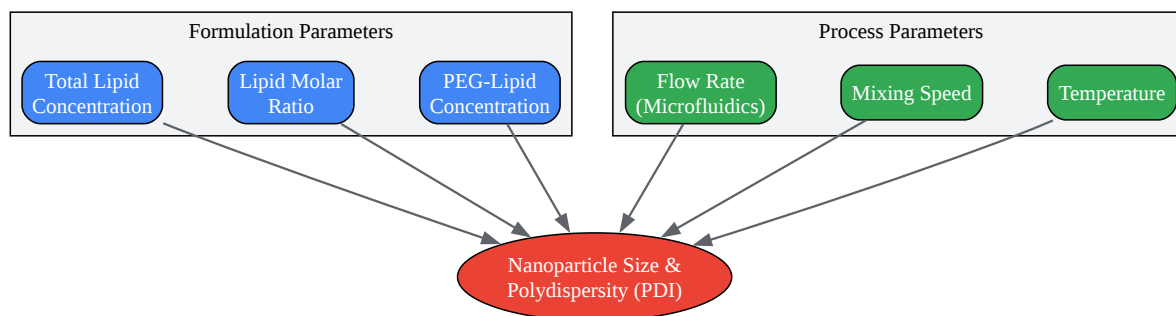 Formulation Parameters
Process Parameters
Total Lipid
Concentration
Lipid Molar
Ratio
PEG-Lipid
Concentration
Flow Rate
(Microfluidics)
Mixing Speed
Temperature
Nanoparticle Size &
Polydispersity (PDI)